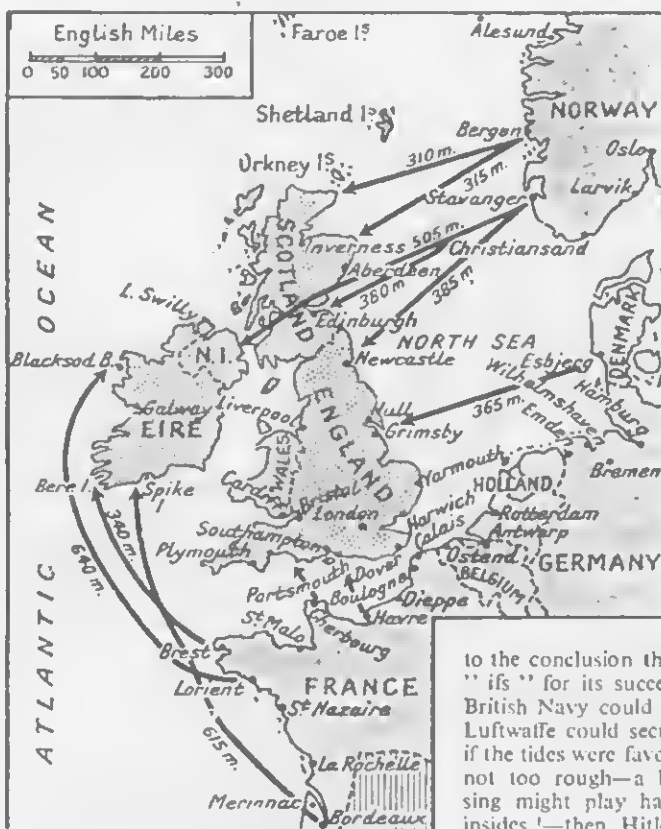 English Miles
0 50 100 200 300
Faroe Is
Ålesund
Shetland Is
NORWAY
Bergen
Oslo
310 m.
315 m.
Orkney Is
Stavanger
Larvik
SCOTLAND
Inverness
505 m.
Christiansand
Aberdeen
380 m
385 m.
OCEAN
L. Swilly
Edinburgh
DENMARK
NORTH SEA
N.I.
Blacksod B.
Newcastle
Esbjerg
Wilhelmshaven
Hamburg
Galway
Liverpool
ENGLAND
Hull
Grimsby
365 m.
EIRE
Emden
WALES
Bremen
Yarmouth
HOLLAND
Bere I.
Spike I
Cardiff
Bristol
London
Harwich
Rotterdam
340 m.
Calais
Antwerp
Southampton
Ostend
GERMANY
Plymouth
Dover
BELGIUM
640 m.
Portsmouth
Boulogne
Dieppe
Havre
St Malo
Cherbourg
Brest
ATLANTIC
Lorient
FRANCE
St Nazaire
615 m.
La Rochelle
Merinnac
Bordeaux
to the conclusion th
" ifs " for its succe
British Navy could
Luftwaffe could secu
if the tides were favo
not too rough—a
sing might play ha
insides !—then Hitle